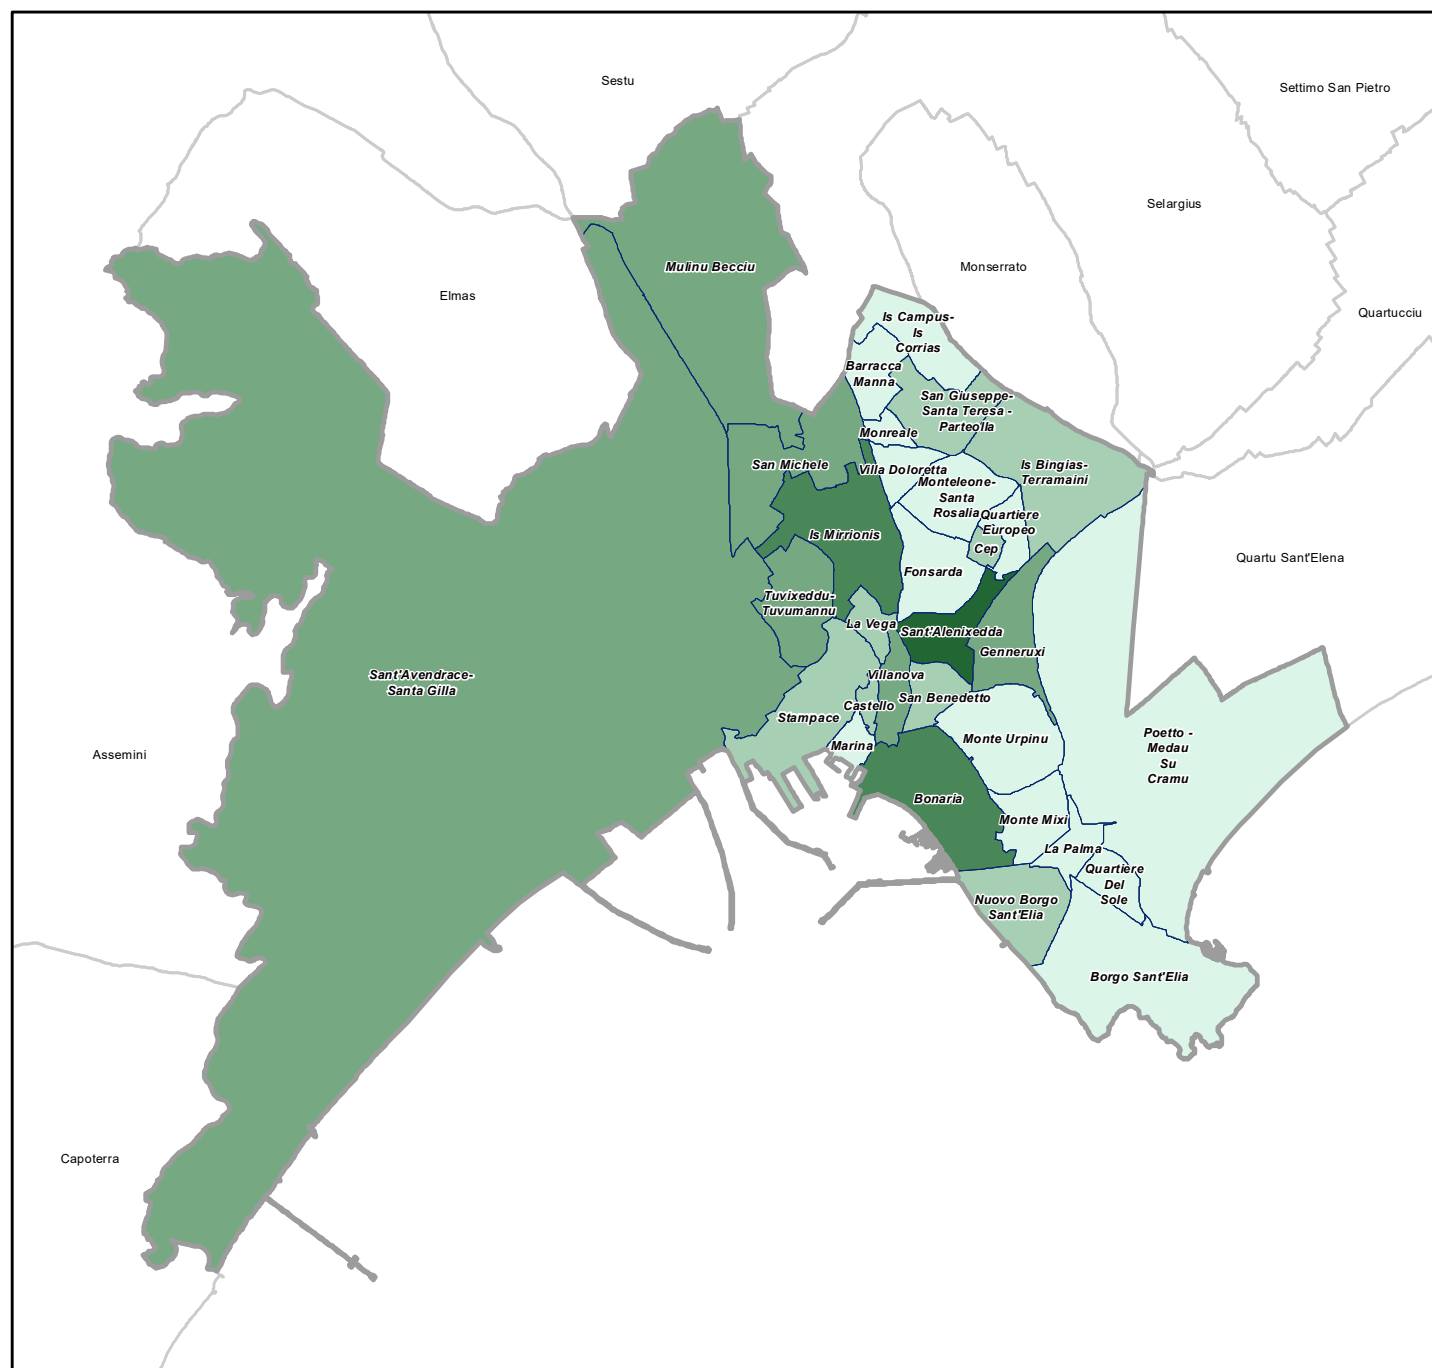 Sestu
Settimo San Pietro
Selargius
Mulinu Becciu
Monserrato
Elmas
Quartucciu
Is Campus-
Is
Corrias
Barracca
Manna
San Giuseppe-
Santa Teresa -
Parteolla
Monreale
San Michele
Villa Doloretta
Is Bingias-
Terramaini
Monteleone-
Santa
Rosalia
Quartiere
Europeo
Is Mirrionis
Cep
Quartu Sant'Elena
Fonsarda
Tuvixeddu-
Tuvumannu
La Vega
Sant'Alenixedda
Genneruxi
Sant'Avendrace-
Santa Gilla
Villanova
San Benedetto
Castello
Stampace
Marina
Monte Urpinu
Poetto -
Medau
Su
Cramu
Assemini
Bonaria
Monte Mixi
La Palma
Quartiere
Del
Sole
Nuovo Borgo
Sant'Elia
Borgo Sant'Elia
Capoterra